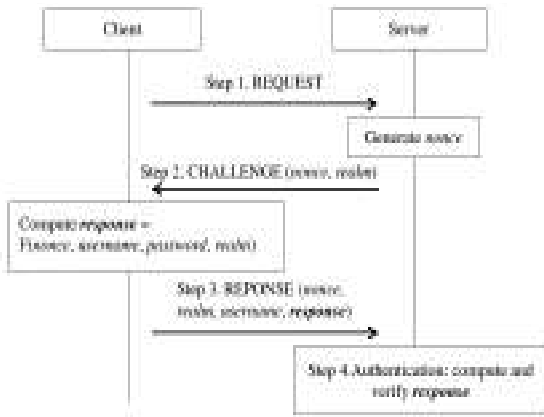 Client
Server
Step 1. REQUEST
Generate nonce
Step 2. CHALLENGE (nonce, realm)
Compute response =
F(nonce, username, password, realm)
Step 3. REPONSE (nonce,
realm, username, response)
Step 4.Authentication: compute and
verify response